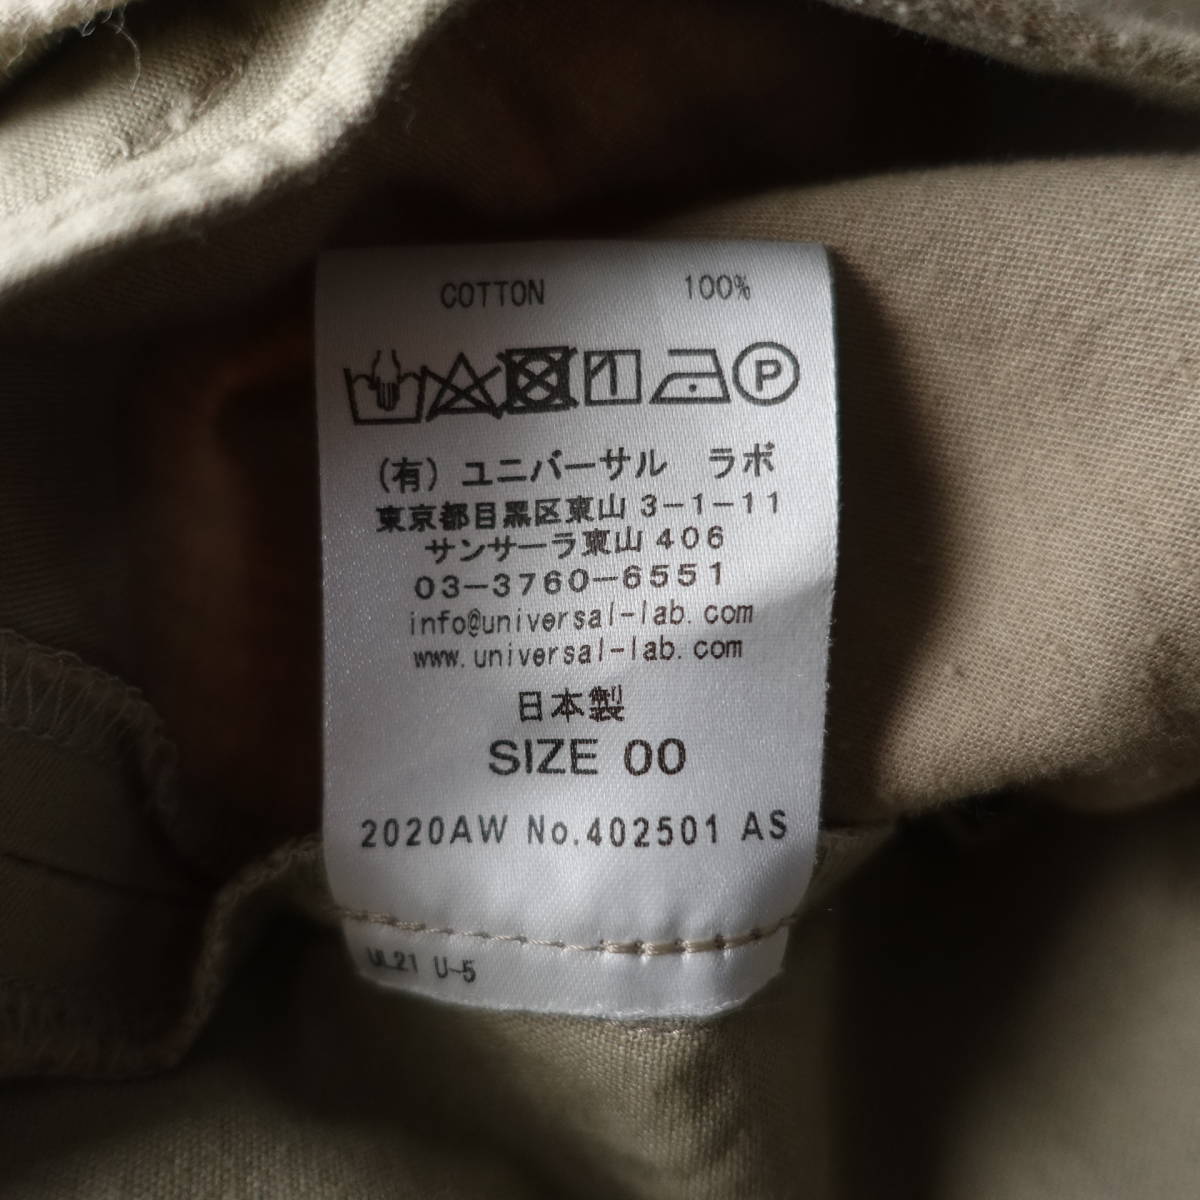 COTTON 100%
P
(有) ユニバーサル ラボ
東京都目黒区東山 3-1-11
サンサーラ東山 406
03-3760-6551
info@universal-lab.com
www.universal-lab.com
日本製
SIZE 00
2020AW No.402501 AS
UL21 U-5